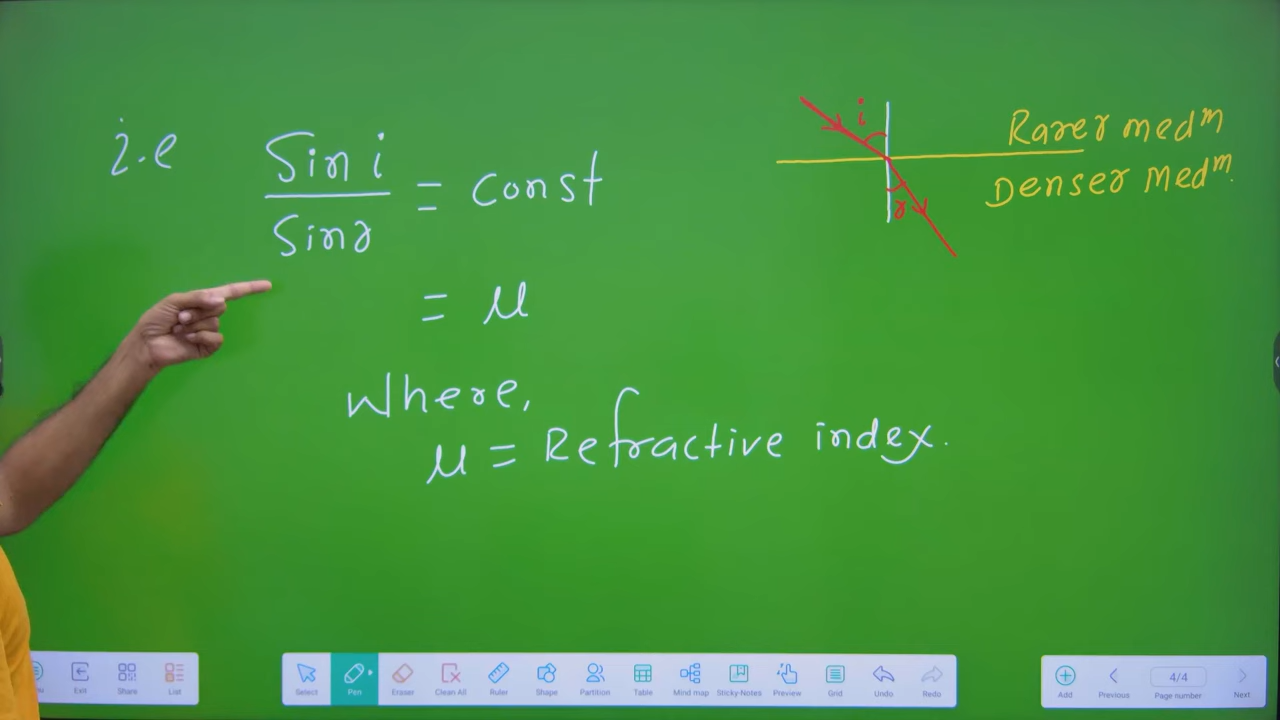 i.e
Sin i
Sin r
= const
= μ
Where,
μ = Refractive index.
i
r
Rarer medᵐ
Denser Medᵐ.
Exit
Share
List
Select
Pen
Eraser
Clean All
Ruler
Shape
Partition
Table
Mind map
Sticky-Notes
Preview
Grid
Undo
Redo
Add
Previous
4/4
Page number
Next